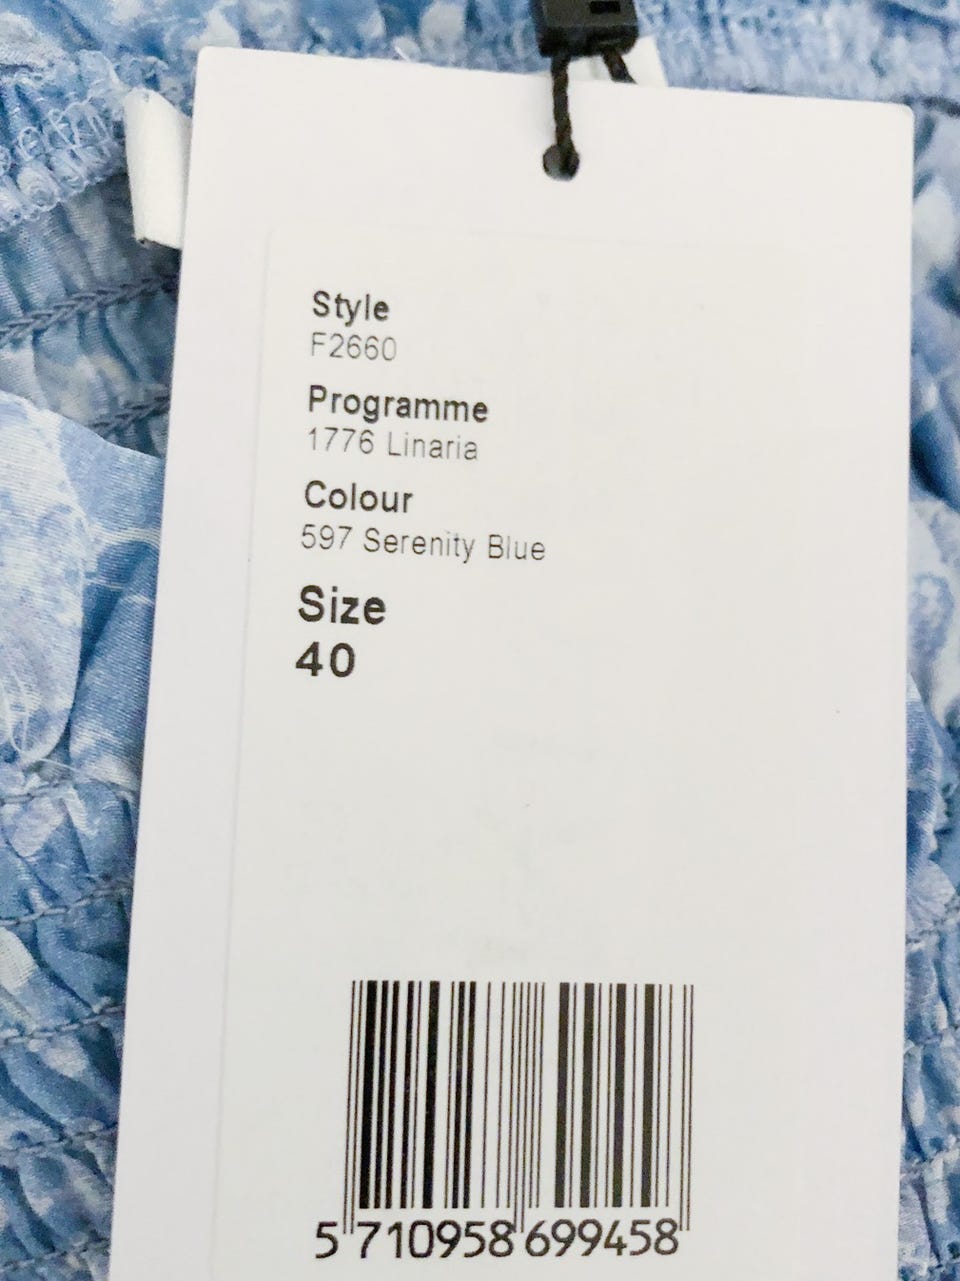 Style
F2660
Programme
1776 Linaria
Colour
597 Serenity Blue
Size
40
5 710958 699458